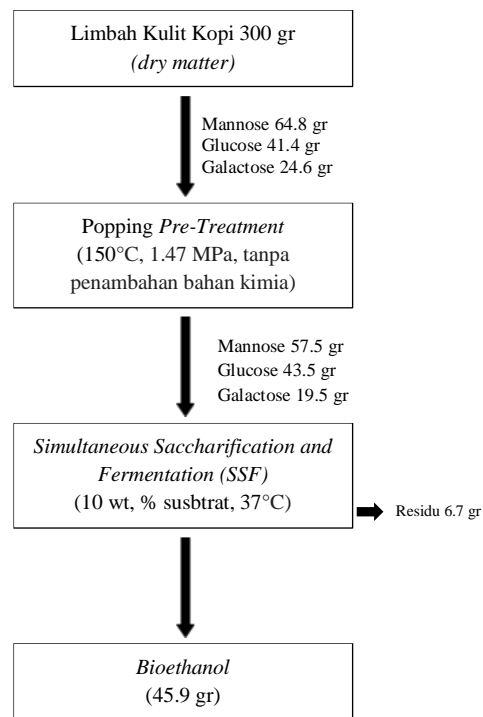 Limbah Kulit Kopi 300 gr
(dry matter)
Mannose 64.8 gr
Glucose 41.4 gr
Galactose 24.6 gr
Popping Pre-Treatment
(150°C, 1.47 MPa, tanpa
penambahan bahan kimia)
Mannose 57.5 gr
Glucose 43.5 gr
Galactose 19.5 gr
Simultaneous Saccharification and
Fermentation (SSF)
(10 wt, % susbtrat, 37°C)
Residu 6.7 gr
Bioethanol
(45.9 gr)